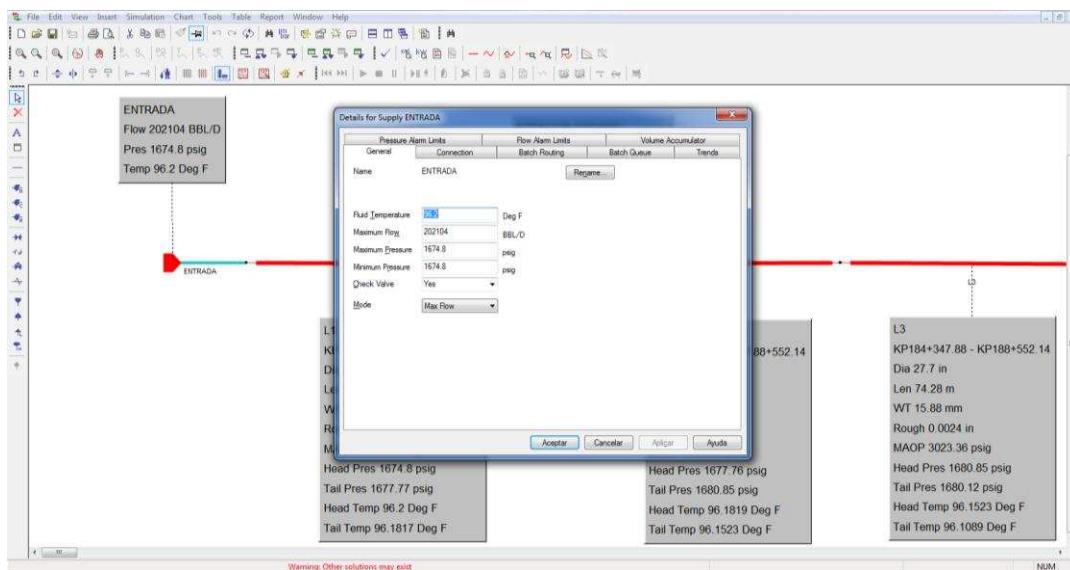 File Edit View Insert Simulation Chart Tools Table Report Window Help
ENTRADA
Flow 202104 BBL/D
Pres 1674.8 psig
Temp 96.2 Deg F
ENTRADA
Details for Supply ENTRADA
Pressure Alarm Limits Flow Alarm Limits Volume Accumulator
General Connection Batch Routing Batch Queue Trends
Name ENTRADA Rename...
Fluid Temperature 96.2 Deg F
Maximum Flow 202104 BBL/D
Maximum Pressure 1674.8 psig
Minimum Pressure 1674.8 psig
Check Valve Yes
Mode Max Flow
Aceptar Cancelar Aplicar Ayuda
Head Pres 1674.8 psig
Tail Pres 1677.77 psig
Head Temp 96.2 Deg F
Tail Temp 96.1817 Deg F
88+552.14
Head Pres 1677.76 psig
Tail Pres 1680.85 psig
Head Temp 96.1819 Deg F
Tail Temp 96.1523 Deg F
L3
L3
KP184+347.88 - KP188+552.14
Dia 27.7 in
Len 74.28 m
WT 15.88 mm
Rough 0.0024 in
MAOP 3023.36 psig
Head Pres 1680.85 psig
Tail Pres 1680.12 psig
Head Temp 96.1523 Deg F
Tail Temp 96.1089 Deg F
Warning: Other solutions may exist
NUM